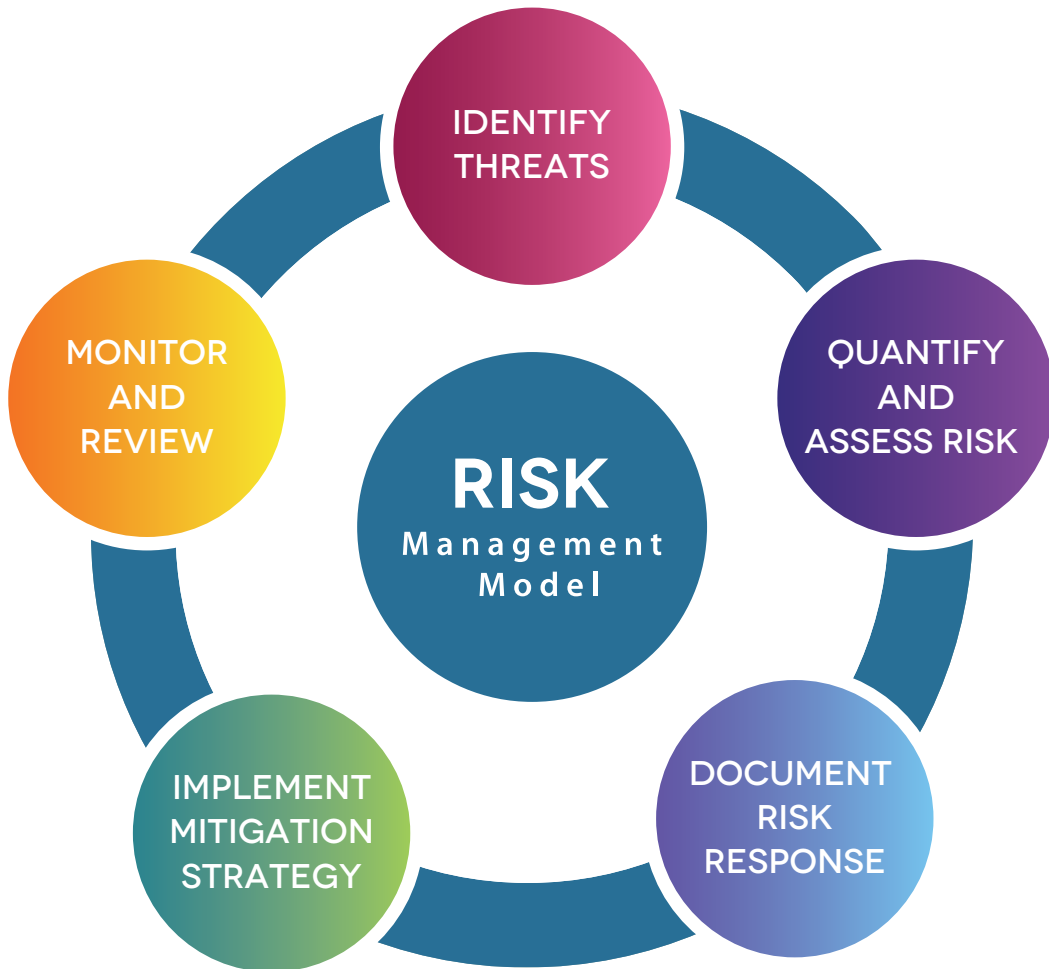 IDENTIFY
THREATS
QUANTIFY
AND
ASSESS RISK
DOCUMENT
RISK
RESPONSE
IMPLEMENT
MITIGATION
STRATEGY
MONITOR
AND
REVIEW
RISK
Management
Model